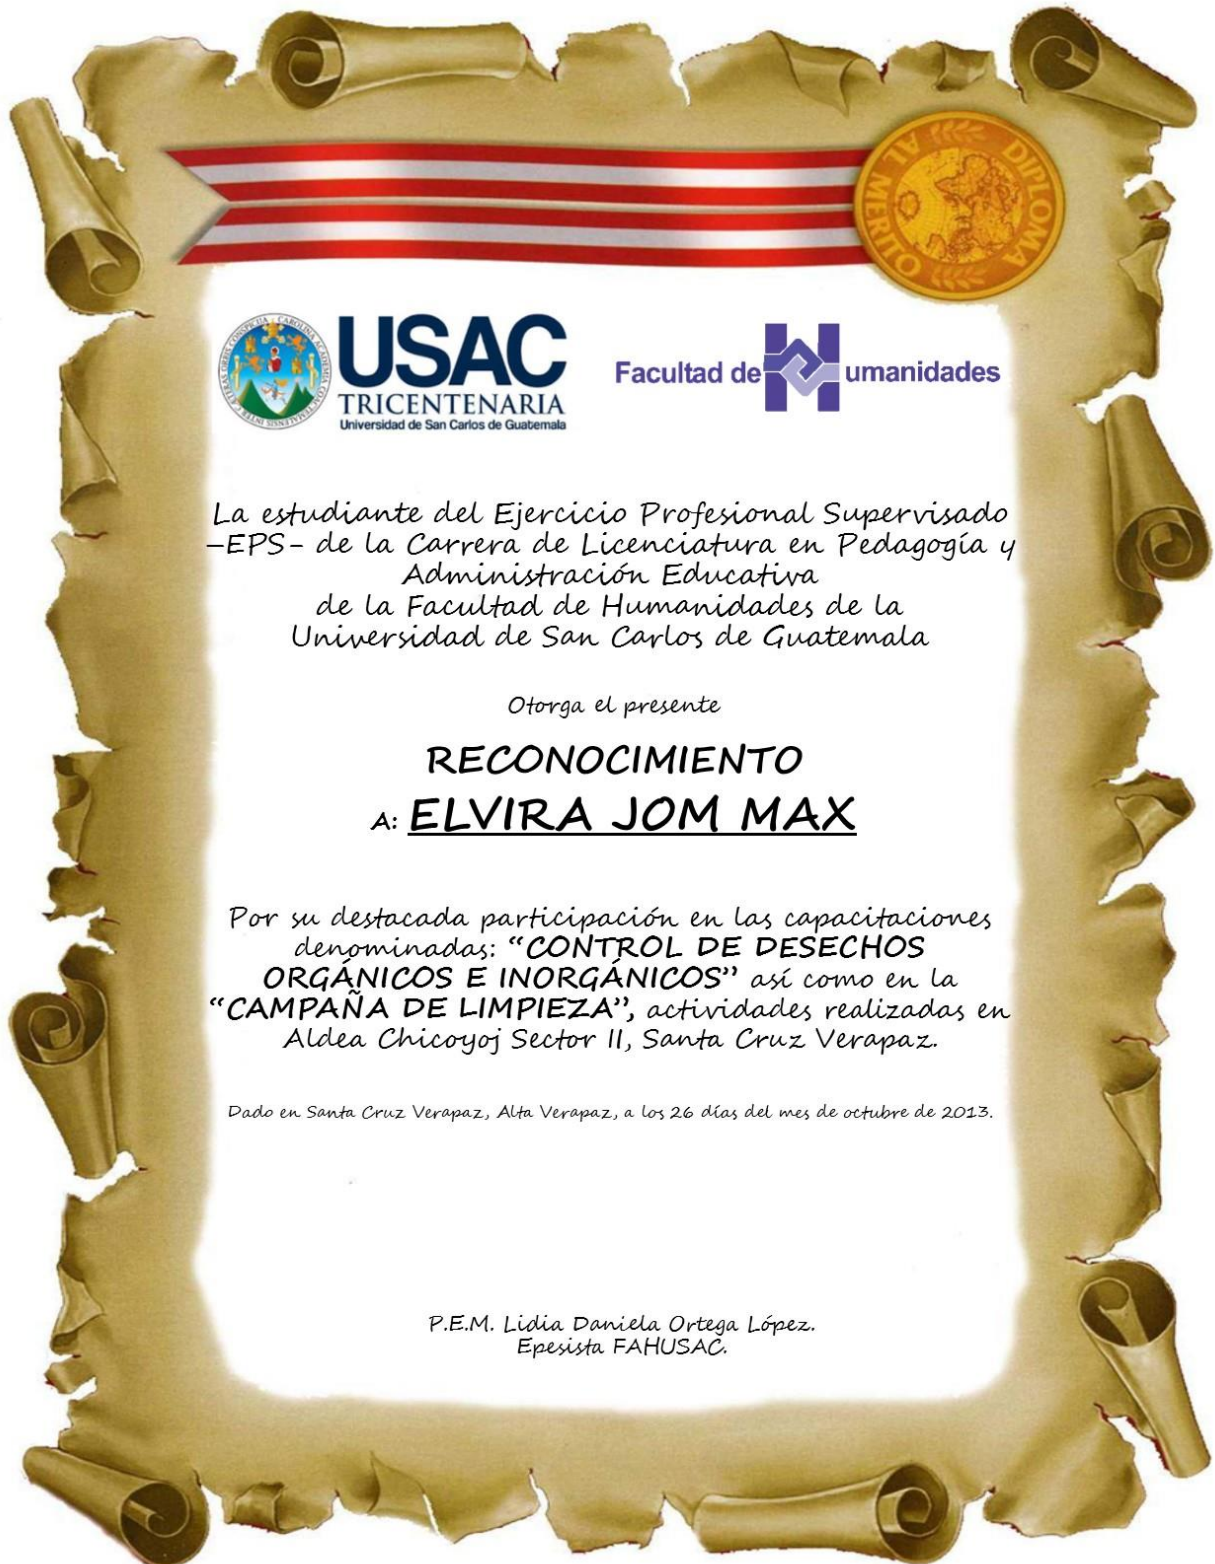 DIPLOMA
AL MERITO
USAC
TRICENTENARIA
Universidad de San Carlos de Guatemala
Facultad de Humanidades
La estudiante del Ejercicio Profesional Supervisado
–EPS- de la Carrera de Licenciatura en Pedagogía y
Administración Educativa
de la Facultad de Humanidades de la
Universidad de San Carlos de Guatemala
Otorga el presente
RECONOCIMIENTO
A: ELVIRA JOM MAX
Por su destacada participación en las capacitaciones
denominadas: “CONTROL DE DESECHOS
ORGÁNICOS E INORGÁNICOS” así como en la
“CAMPAÑA DE LIMPIEZA”, actividades realizadas en
Aldea Chicoyoj Sector II, Santa Cruz Verapaz.
Dado en Santa Cruz Verapaz, Alta Verapaz, a los 26 días del mes de octubre de 2013.
P.E.M. Lidia Daniela Ortega López.
Epesista FAHUSAC.